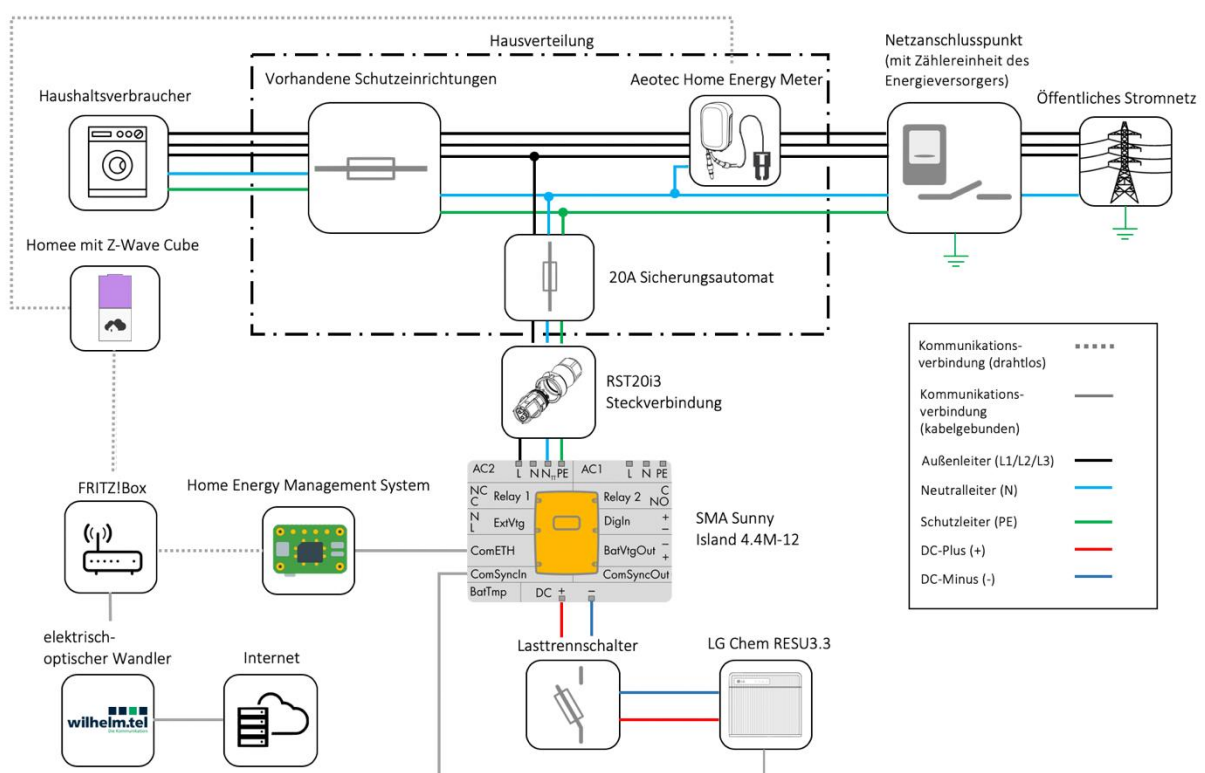 Hausverteilung
Netzanschlusspunkt
(mit Zählereinheit des
Energieversorgers)
Vorhandene Schutzeinrichtungen
Aeotec Home Energy Meter
Haushaltsverbraucher
Öffentliches Stromnetz
Homee mit Z-Wave Cube
20A Sicherungsautomat
RST20i3
Steckverbindung
Kommunikations-
verbindung (drahtlos)
Kommunikations-
verbindung
(kabelgebunden)
Außenleiter (L1/L2/L3)
Neutralleiter (N)
Schutzleiter (PE)
DC-Plus (+)
DC-Minus (-)
FRITZ!Box
Home Energy Management System
AC2 L N NTT PE AC1 L N PE
NC
C
Relay 1
Relay 2
C
NO
N
L
ExtVtg
DigIn
+
−
ComETH
BatVtgOut
−
+
ComSyncIn
ComSyncOut
BatTmp
DC + −
SMA Sunny
Island 4.4M-12
elektrisch-
optischer Wandler
Internet
Lasttrennschalter
LG Chem RESU3.3
wilhelm.tel
Die Kommunikation